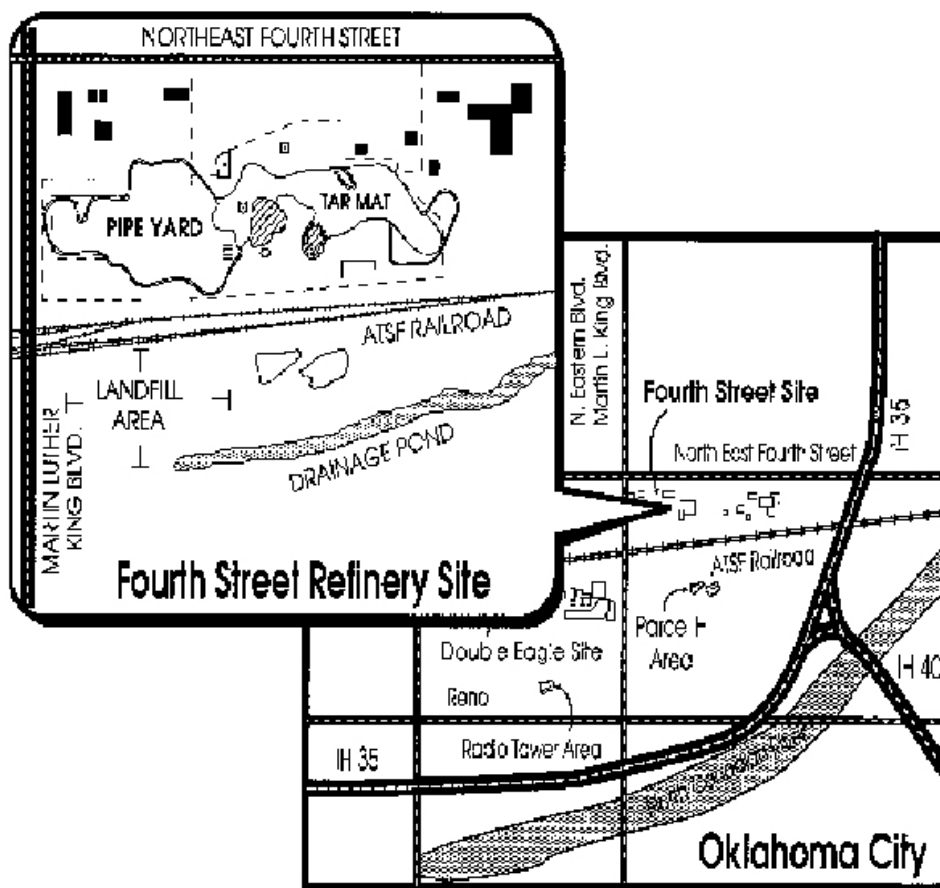 NORTHEAST FOURTH STREET
PIPE YARD
TAR MAT
ATSF RAILROAD
LANDFILL
AREA
DRAINAGE POND
MARTIN LUTHER
KING BLVD.
Fourth Street Refinery Site
N. Eastern Blvd.
Martin L. King Blvd.
Fourth Street Site
IH 35
North East Fourth Street
ATSF Railroad
Parcel H
Area
Double Eagle Site
Reno
IH 40
Radio Tower Area
IH 35
Oklahoma City